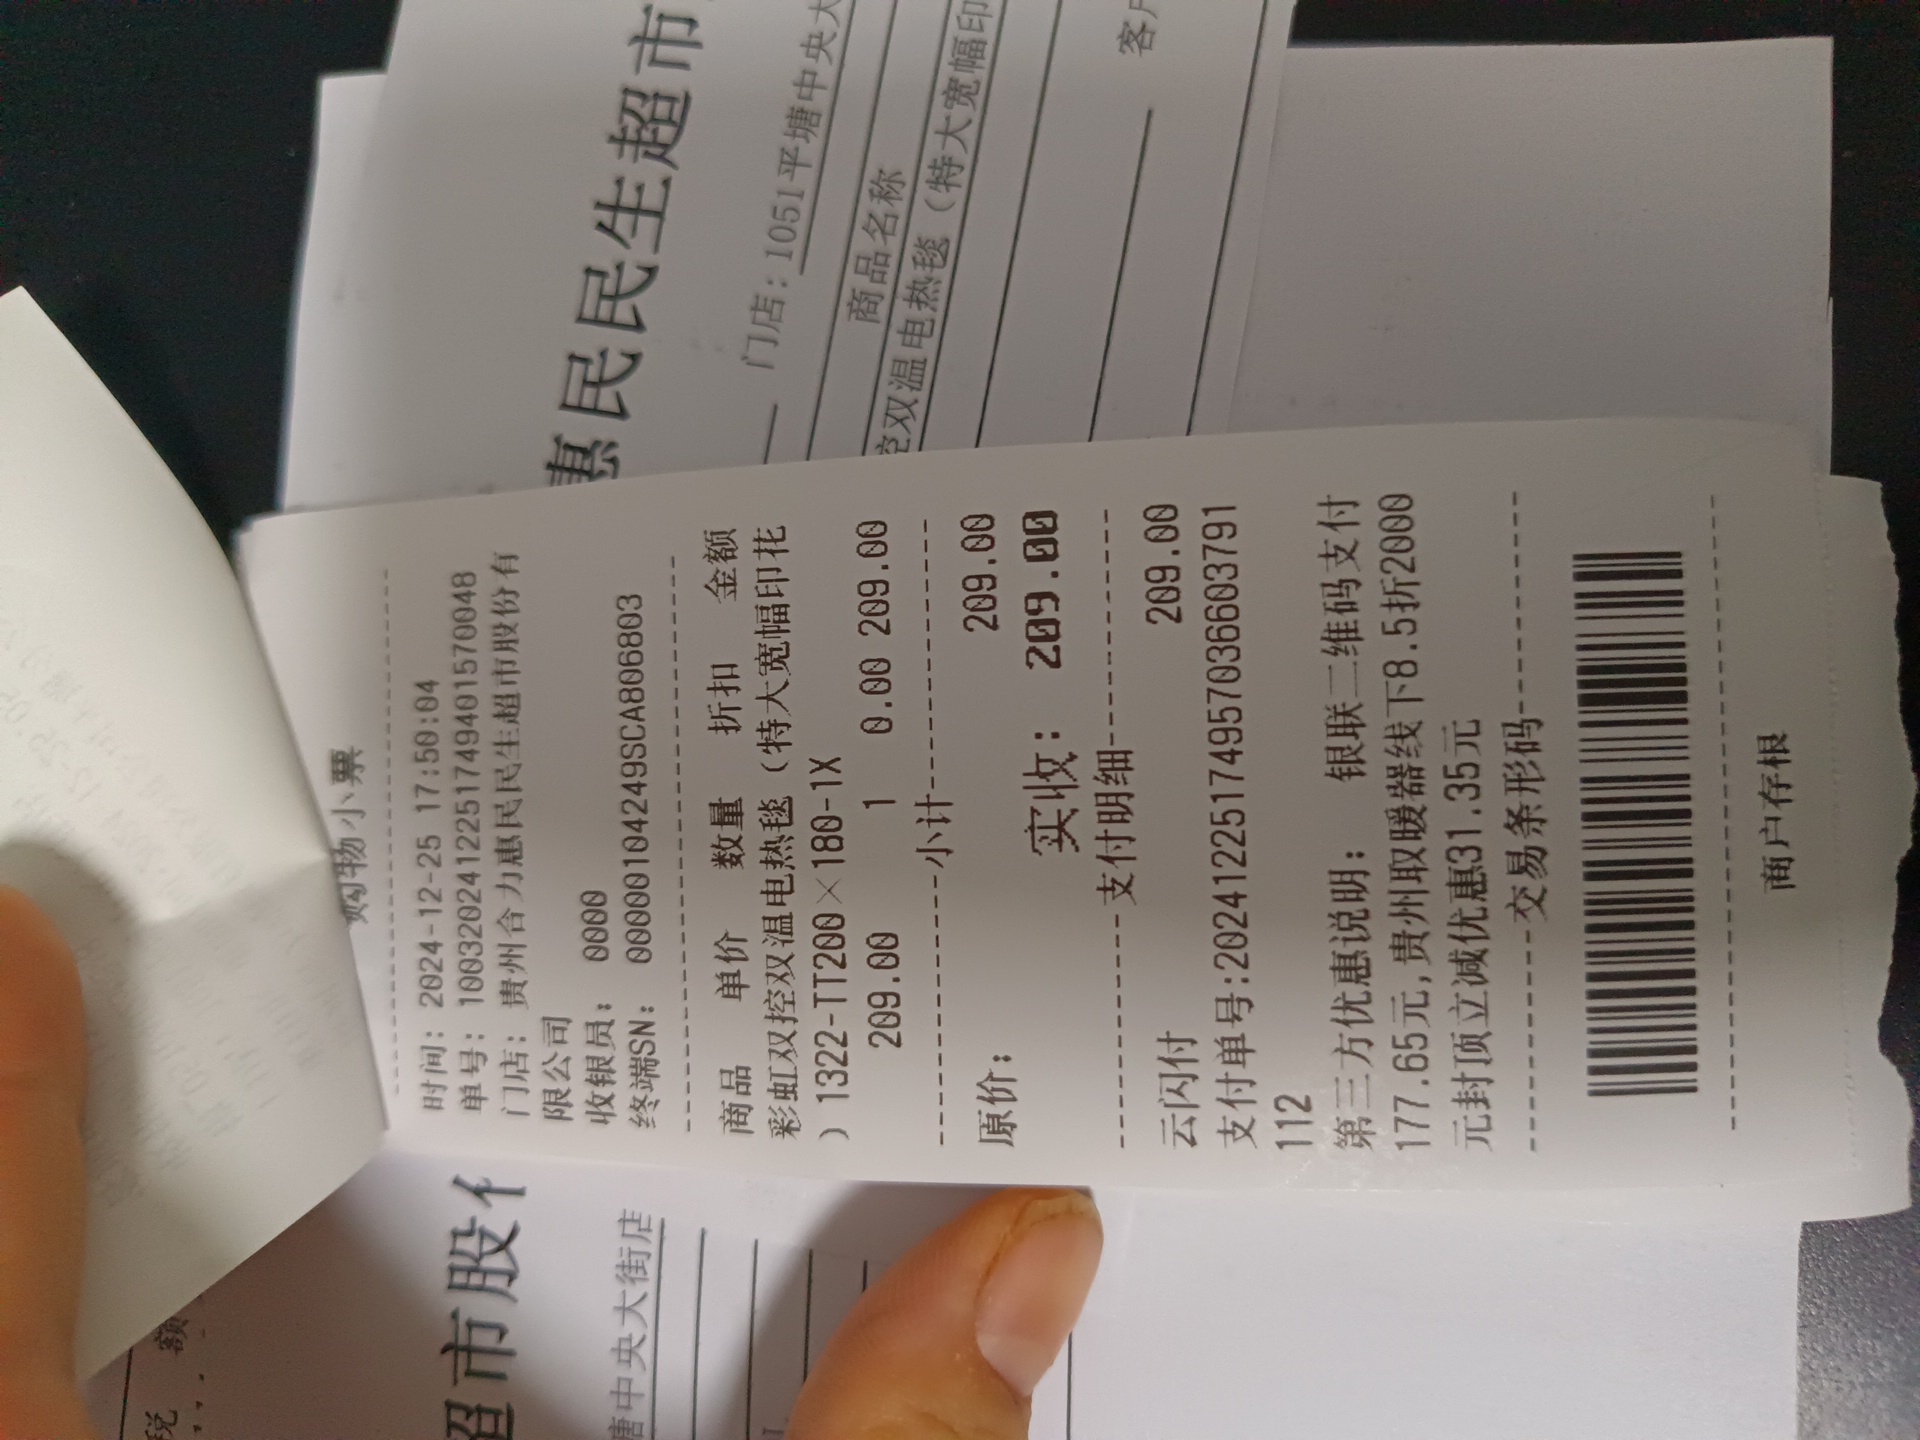 购物小票
时间: 2024-12-25 17:50:04
单号: 10032024122517494015700​48
门店: 贵州合力惠民民生超市股份有
限公司
收银员: 0000
终端SN: 00000104249SCA806803
商品 单价 数量 折扣 金额
彩虹双控双温电热毯（特大宽幅印花
）1322-TT200×180-1X
209.00 1 0.00 209.00
小计
原价: 209.00
实收: 209.00
支付明细
云闪付 209.00
支付单号:202412251749570366037​91
112
第三方优惠说明: 银联二维码支付
177.65元,贵州取暖器线下8.5折2000
元封顶立减优惠31.35元
交易条形码
商户存根
惠民民生超市
门店: 1051平塘中央大
商品名称
控双温电热毯（特大宽幅印
客户
超市股份
塘中央大街店
税 额